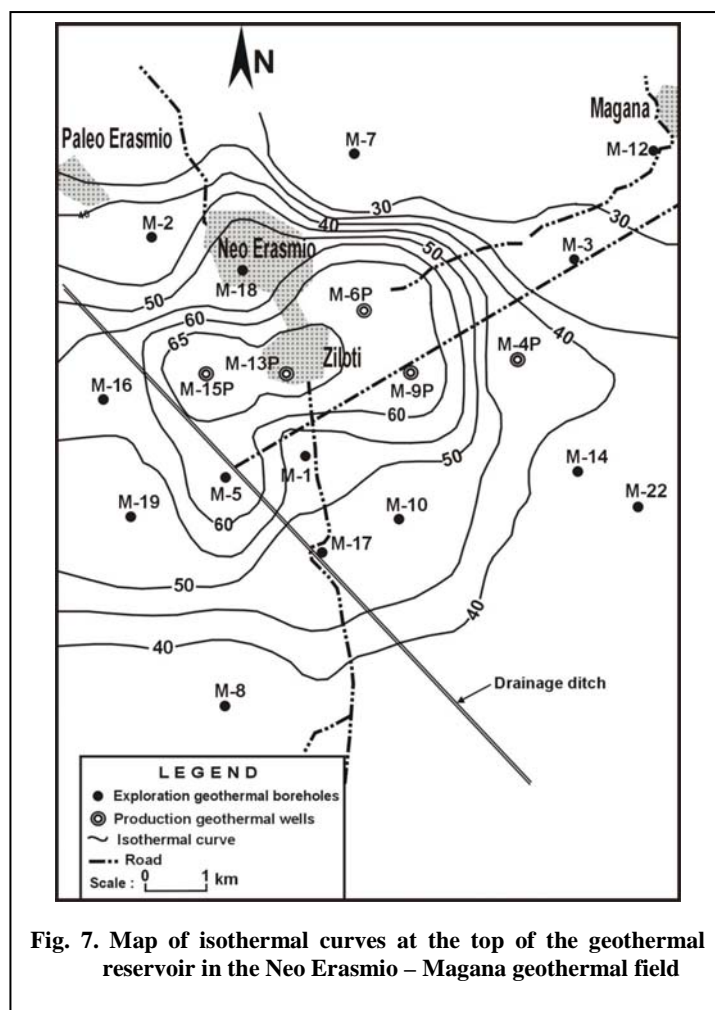 N
Magana
Paleo Erasmio
M-7
M-12
30
30
40
M-2
50
M-3
Neo Erasmio
M-18
50
M-6P
60
40
65
M-13P
Zilbti
M-4P
M-15P
M-9P
M-16
60
M-1
50
M-5
M-14
M-19
60
M-10
M-22
M-17
50
40
40
Drainage ditch
M-8
LEGEND
Exploration geothermal boreholes
Production geothermal wells
Isothermal curve
Road
Scale : 0 1 km
Fig. 7. Map of isothermal curves at the top of the geothermal
reservoir in the Neo Erasmio – Magana geothermal field